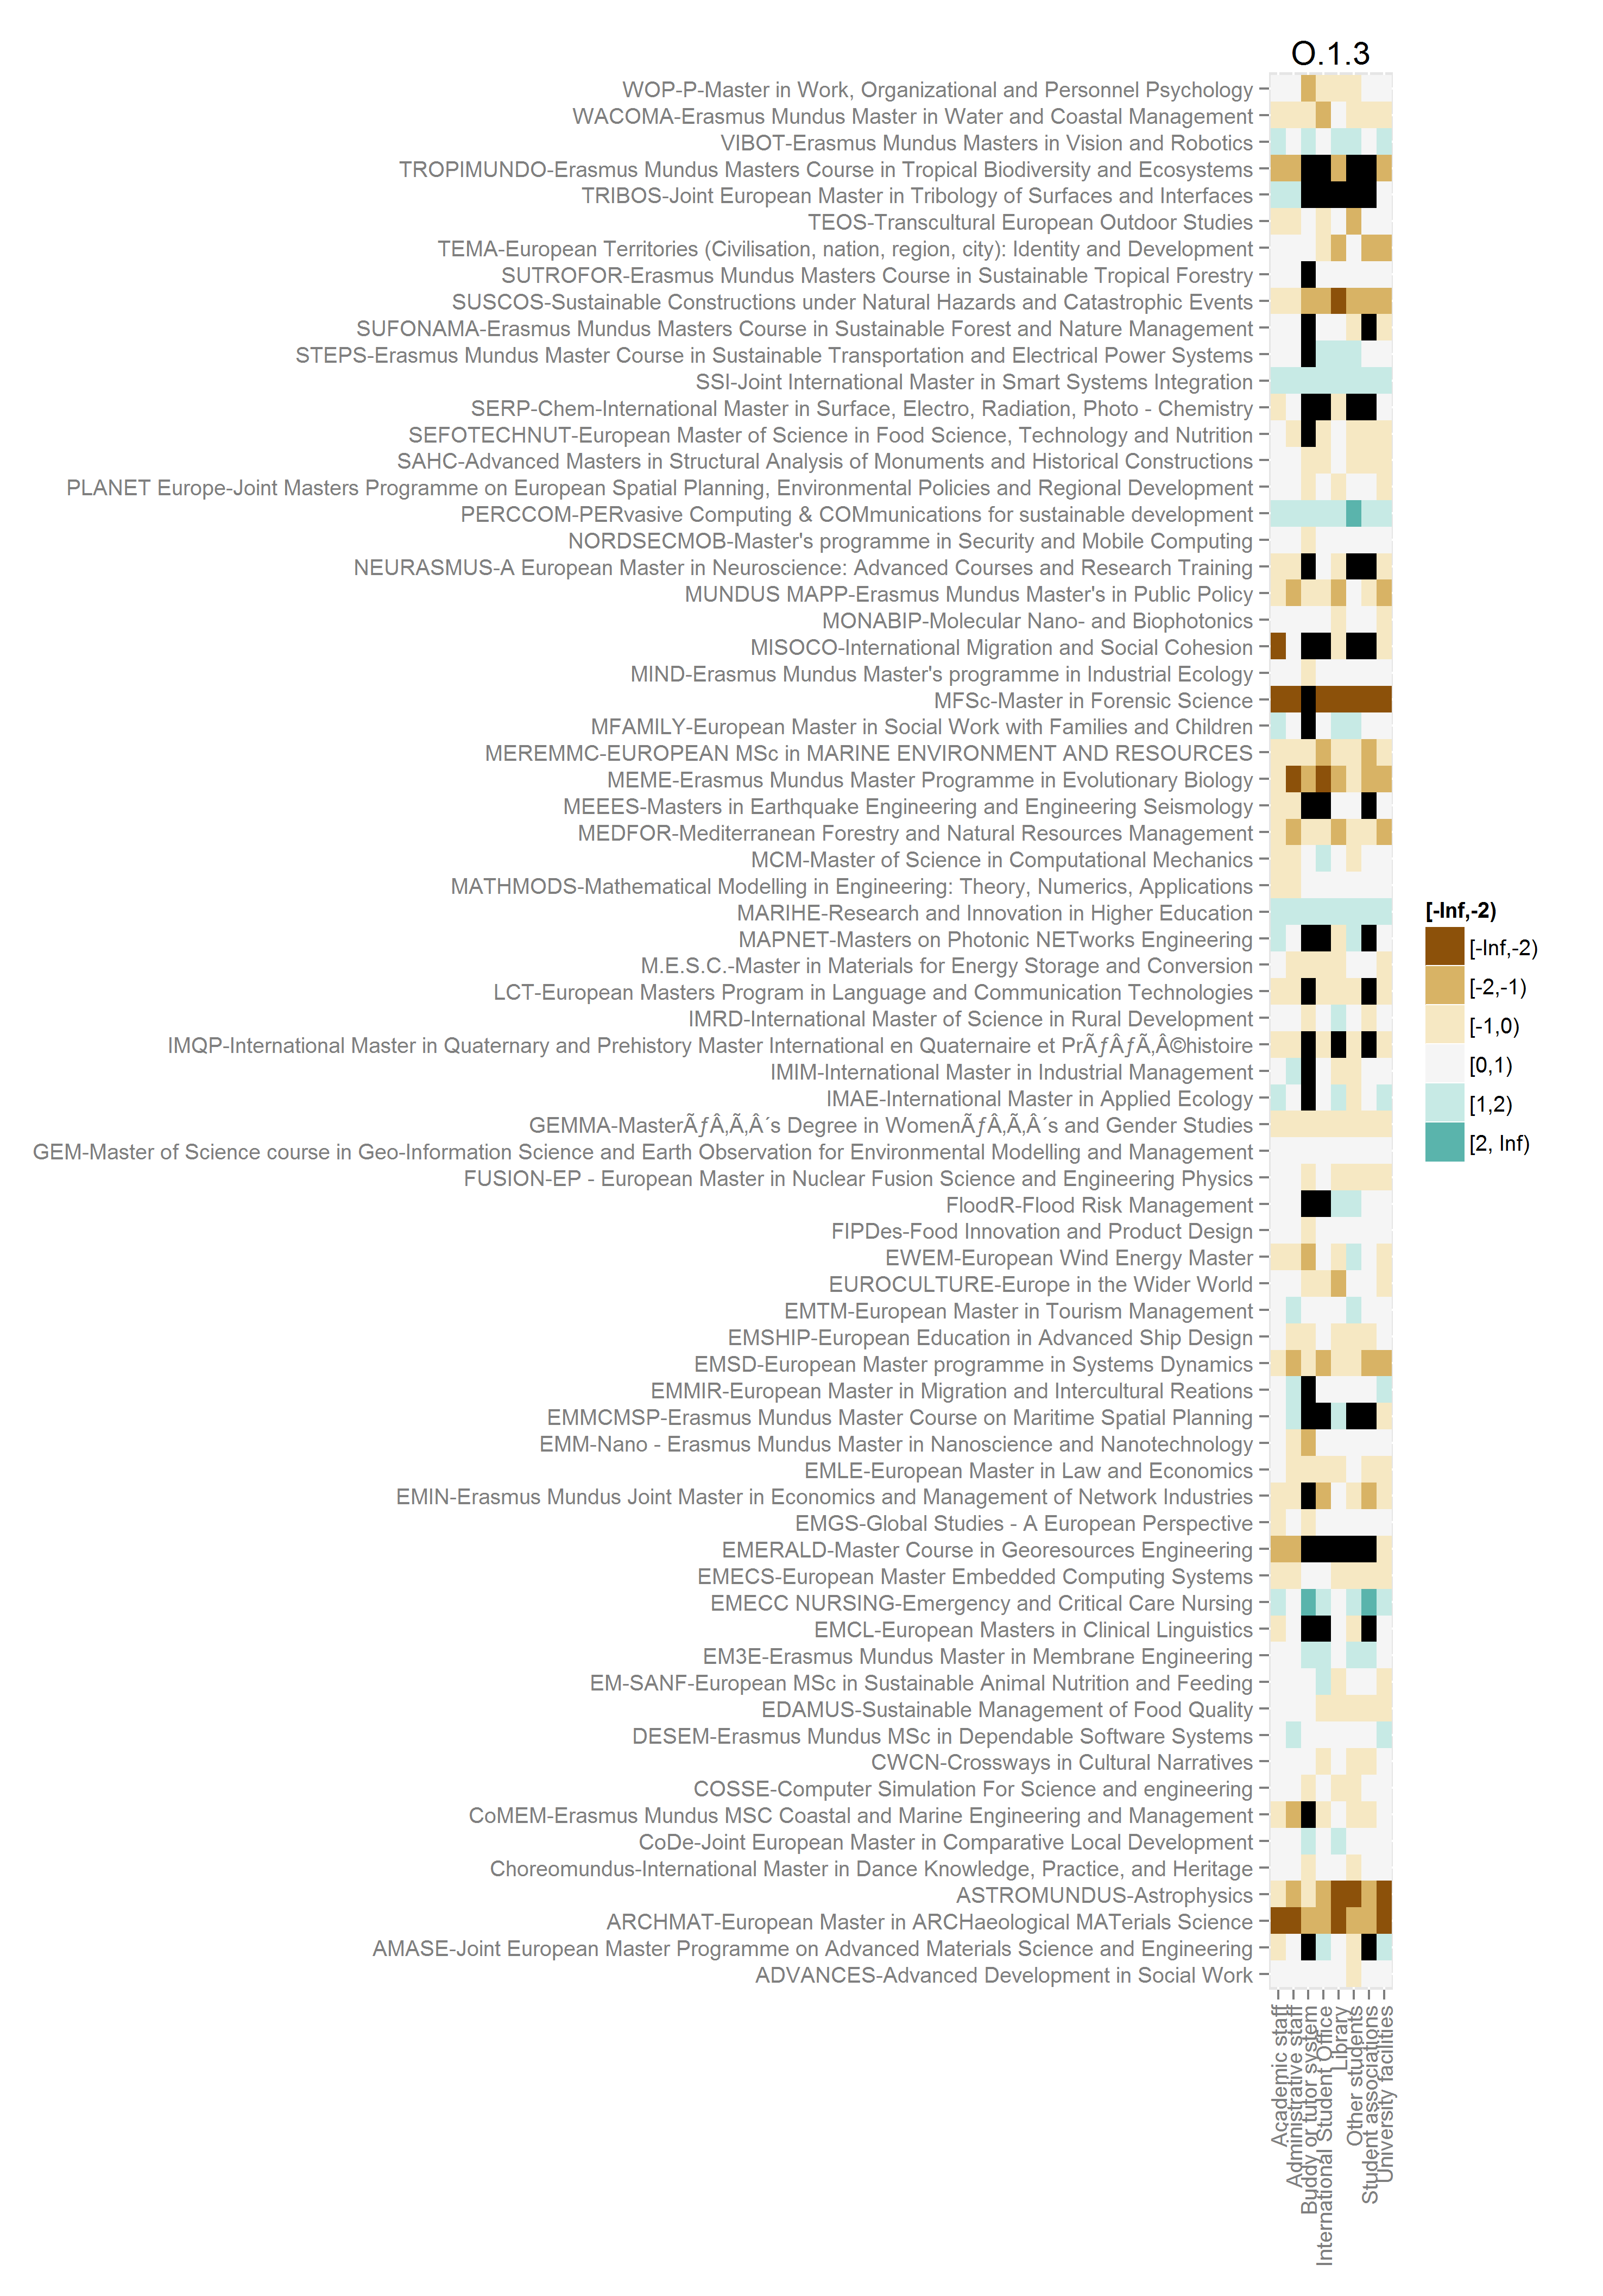 O.1.3
WOP-P-Master in Work, Organizational and Personnel Psychology
WACOMA-Erasmus Mundus Master in Water and Coastal Management
VIBOT-Erasmus Mundus Masters in Vision and Robotics
TROPIMUNDO-Erasmus Mundus Masters Course in Tropical Biodiversity and Ecosystems
TRIBOS-Joint European Master in Tribology of Surfaces and Interfaces
TEOS-Transcultural European Outdoor Studies
TEMA-European Territories (Civilisation, nation, region, city): Identity and Development
SUTROFOR-Erasmus Mundus Masters Course in Sustainable Tropical Forestry
SUSCOS-Sustainable Constructions under Natural Hazards and Catastrophic Events
SUFONAMA-Erasmus Mundus Masters Course in Sustainable Forest and Nature Management
STEPS-Erasmus Mundus Master Course in Sustainable Transportation and Electrical Power Systems
SSI-Joint International Master in Smart Systems Integration
SERP-Chem-International Master in Surface, Electro, Radiation, Photo - Chemistry
SEFOTECHNUT-European Master of Science in Food Science, Technology and Nutrition
SAHC-Advanced Masters in Structural Analysis of Monuments and Historical Constructions
PLANET Europe-Joint Masters Programme on European Spatial Planning, Environmental Policies and Regional Development
PERCCOM-PERvasive Computing & COMmunications for sustainable development
NORDSECMOB-Master's programme in Security and Mobile Computing
NEURASMUS-A European Master in Neuroscience: Advanced Courses and Research Training
MUNDUS MAPP-Erasmus Mundus Master's in Public Policy
MONABIP-Molecular Nano- and Biophotonics
MISOCO-International Migration and Social Cohesion
MIND-Erasmus Mundus Master's programme in Industrial Ecology
MFSc-Master in Forensic Science
MFAMILY-European Master in Social Work with Families and Children
MEREMMC-EUROPEAN MSc in MARINE ENVIRONMENT AND RESOURCES
MEME-Erasmus Mundus Master Programme in Evolutionary Biology
MEEES-Masters in Earthquake Engineering and Engineering Seismology
MEDFOR-Mediterranean Forestry and Natural Resources Management
MCM-Master of Science in Computational Mechanics
MATHMODS-Mathematical Modelling in Engineering: Theory, Numerics, Applications
MARIHE-Research and Innovation in Higher Education
MAPNET-Masters on Photonic NETworks Engineering
M.E.S.C.-Master in Materials for Energy Storage and Conversion
LCT-European Masters Program in Language and Communication Technologies
IMRD-International Master of Science in Rural Development
IMQP-International Master in Quaternary and Prehistory Master International en Quaternaire et PrÃƒÂƒÃ‚Â©histoire
IMIM-International Master in Industrial Management
IMAE-International Master in Applied Ecology
GEMMA-MasterÃƒÂ‚Ã‚Â´s Degree in WomenÃƒÂ‚Ã‚Â´s and Gender Studies
GEM-Master of Science course in Geo-Information Science and Earth Observation for Environmental Modelling and Management
FUSION-EP - European Master in Nuclear Fusion Science and Engineering Physics
FloodR-Flood Risk Management
FIPDes-Food Innovation and Product Design
EWEM-European Wind Energy Master
EUROCULTURE-Europe in the Wider World
EMTM-European Master in Tourism Management
EMSHIP-European Education in Advanced Ship Design
EMSD-European Master programme in Systems Dynamics
EMMIR-European Master in Migration and Intercultural Reations
EMMCMSP-Erasmus Mundus Master Course on Maritime Spatial Planning
EMM-Nano - Erasmus Mundus Master in Nanoscience and Nanotechnology
EMLE-European Master in Law and Economics
EMIN-Erasmus Mundus Joint Master in Economics and Management of Network Industries
EMGS-Global Studies - A European Perspective
EMERALD-Master Course in Georesources Engineering
EMECS-European Master Embedded Computing Systems
EMECC NURSING-Emergency and Critical Care Nursing
EMCL-European Masters in Clinical Linguistics
EM3E-Erasmus Mundus Master in Membrane Engineering
EM-SANF-European MSc in Sustainable Animal Nutrition and Feeding
EDAMUS-Sustainable Management of Food Quality
DESEM-Erasmus Mundus MSc in Dependable Software Systems
CWCN-Crossways in Cultural Narratives
COSSE-Computer Simulation For Science and engineering
CoMEM-Erasmus Mundus MSC Coastal and Marine Engineering and Management
CoDe-Joint European Master in Comparative Local Development
Choreomundus-International Master in Dance Knowledge, Practice, and Heritage
ASTROMUNDUS-Astrophysics
ARCHMAT-European Master in ARCHaeological MATerials Science
AMASE-Joint European Master Programme on Advanced Materials Science and Engineering
ADVANCES-Advanced Development in Social Work
Academic staff
Administrative staff
Buddy or tutor system
International Student Office
Library
Other students
Student associations
University facilities
[-Inf,-2)
[-Inf,-2)
[-2,-1)
[-1,0)
[0,1)
[1,2)
[2, Inf)